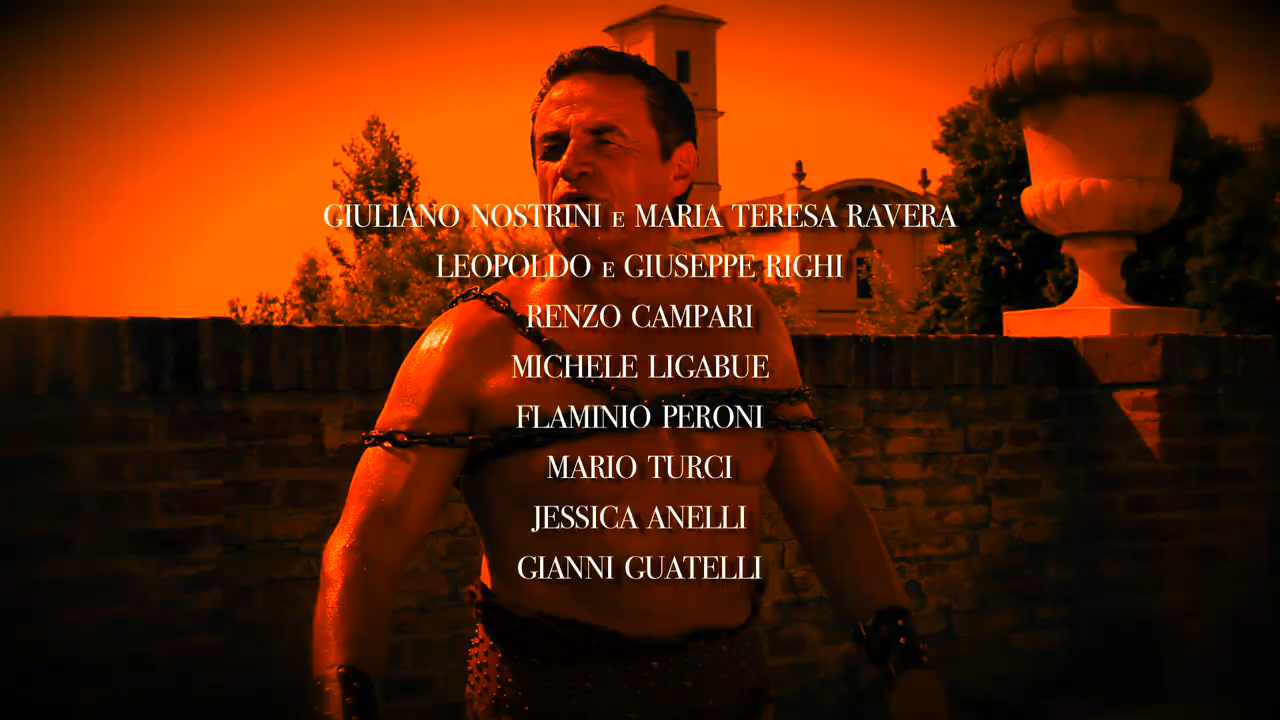 GIULIANO NOSTRINI E MARIA TERESA RAVERA
LEOPOLDO E GIUSEPPE RIGHI
RENZO CAMPARI
MICHELE LIGABUE
FLAMINIO PERONI
MARIO TURCI
JESSICA ANELLI
GIANNI GUATELLI